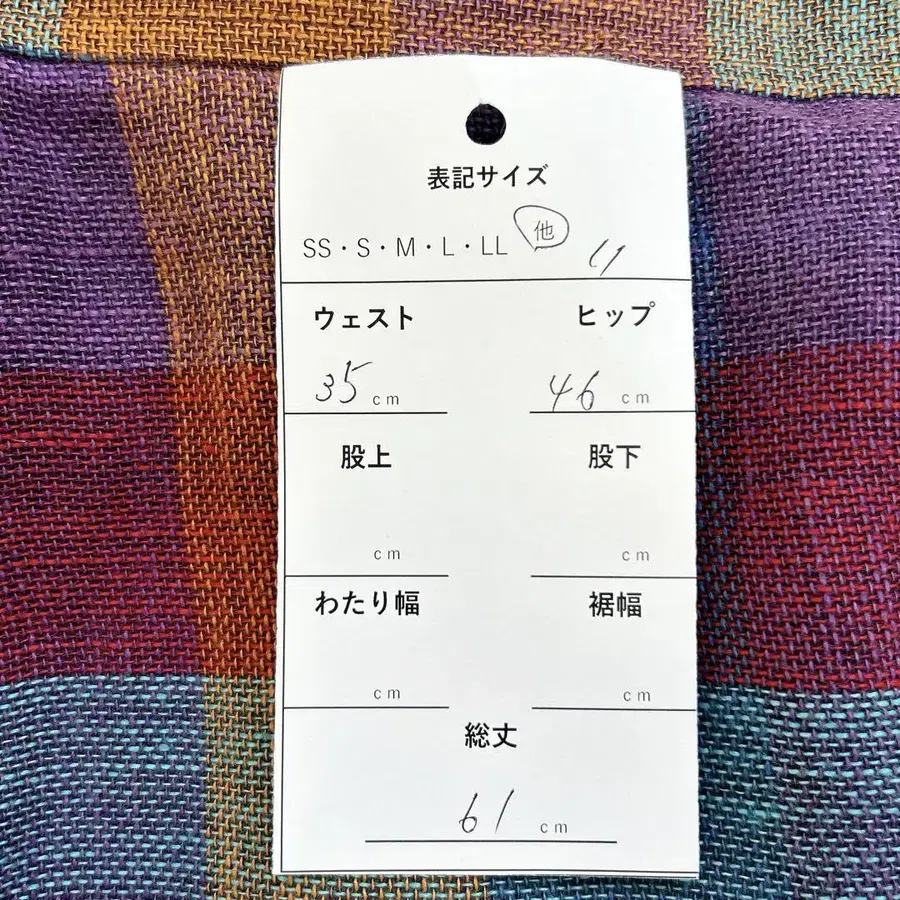 表記サイズ
SS・S・M・L・LL 他 11
ウェスト ヒップ
35 cm 46 cm
股上 股下
cm cm
わたり幅 裾幅
cm cm
総丈
61 cm